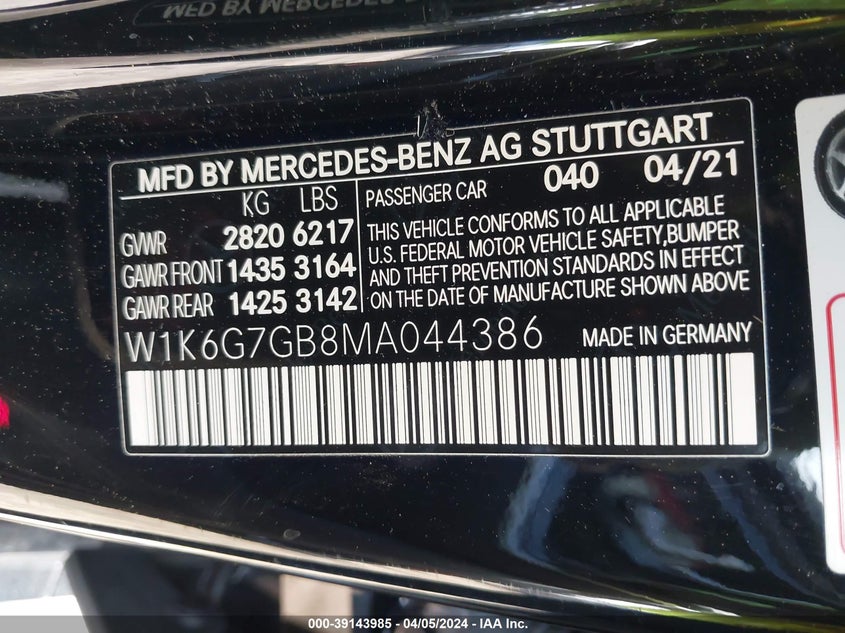 MFD BY MERCEDES-BENZ AG STUTTGART
KG LBS
GVWR 2820 6217
GAWR FRONT 1435 3164
GAWR REAR 1425 3142
PASSENGER CAR 040 04/21
THIS VEHICLE CONFORMS TO ALL APPLICABLE
U.S. FEDERAL MOTOR VEHICLE SAFETY,BUMPER
AND THEFT PREVENTION STANDARDS IN EFFECT
ON THE DATE OF MANUFACTURE SHOWN ABOVE
W1K6G7GB8MA044386 MADE IN GERMANY
000-39143985 / 04/05/2024 - IAA Inc.